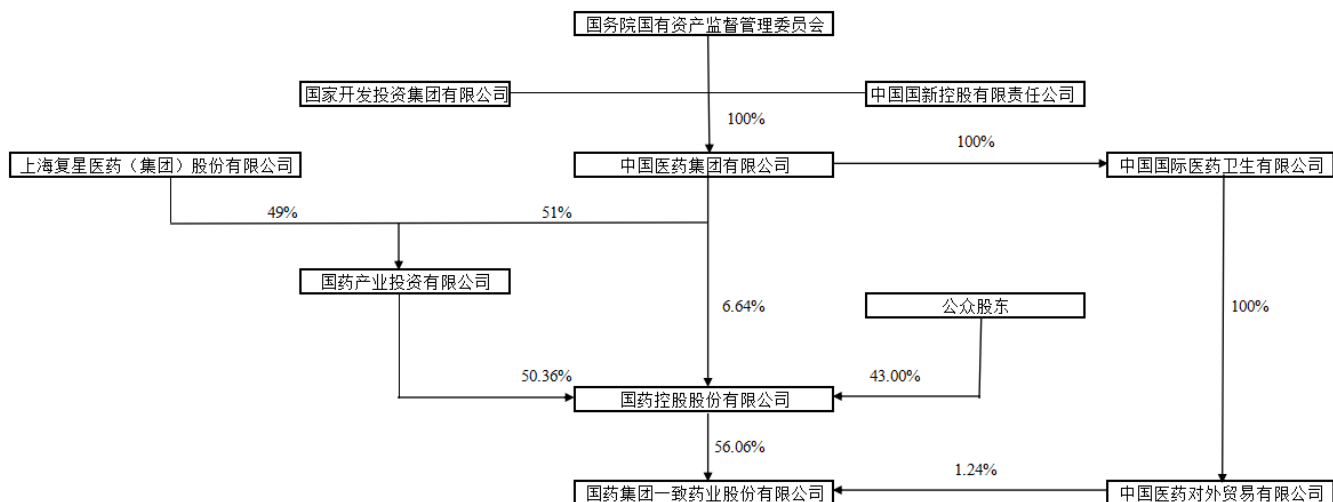 国务院国有资产监督管理委员会
国家开发投资集团有限公司
中国国新控股有限责任公司
100%
上海复星医药（集团）股份有限公司
中国医药集团有限公司
100%
中国国际医药卫生有限公司
49%
51%
国药产业投资有限公司
6.64%
公众股东
100%
50.36%
国药控股股份有限公司
43.00%
56.06%
国药集团一致药业股份有限公司
1.24%
中国医药对外贸易有限公司